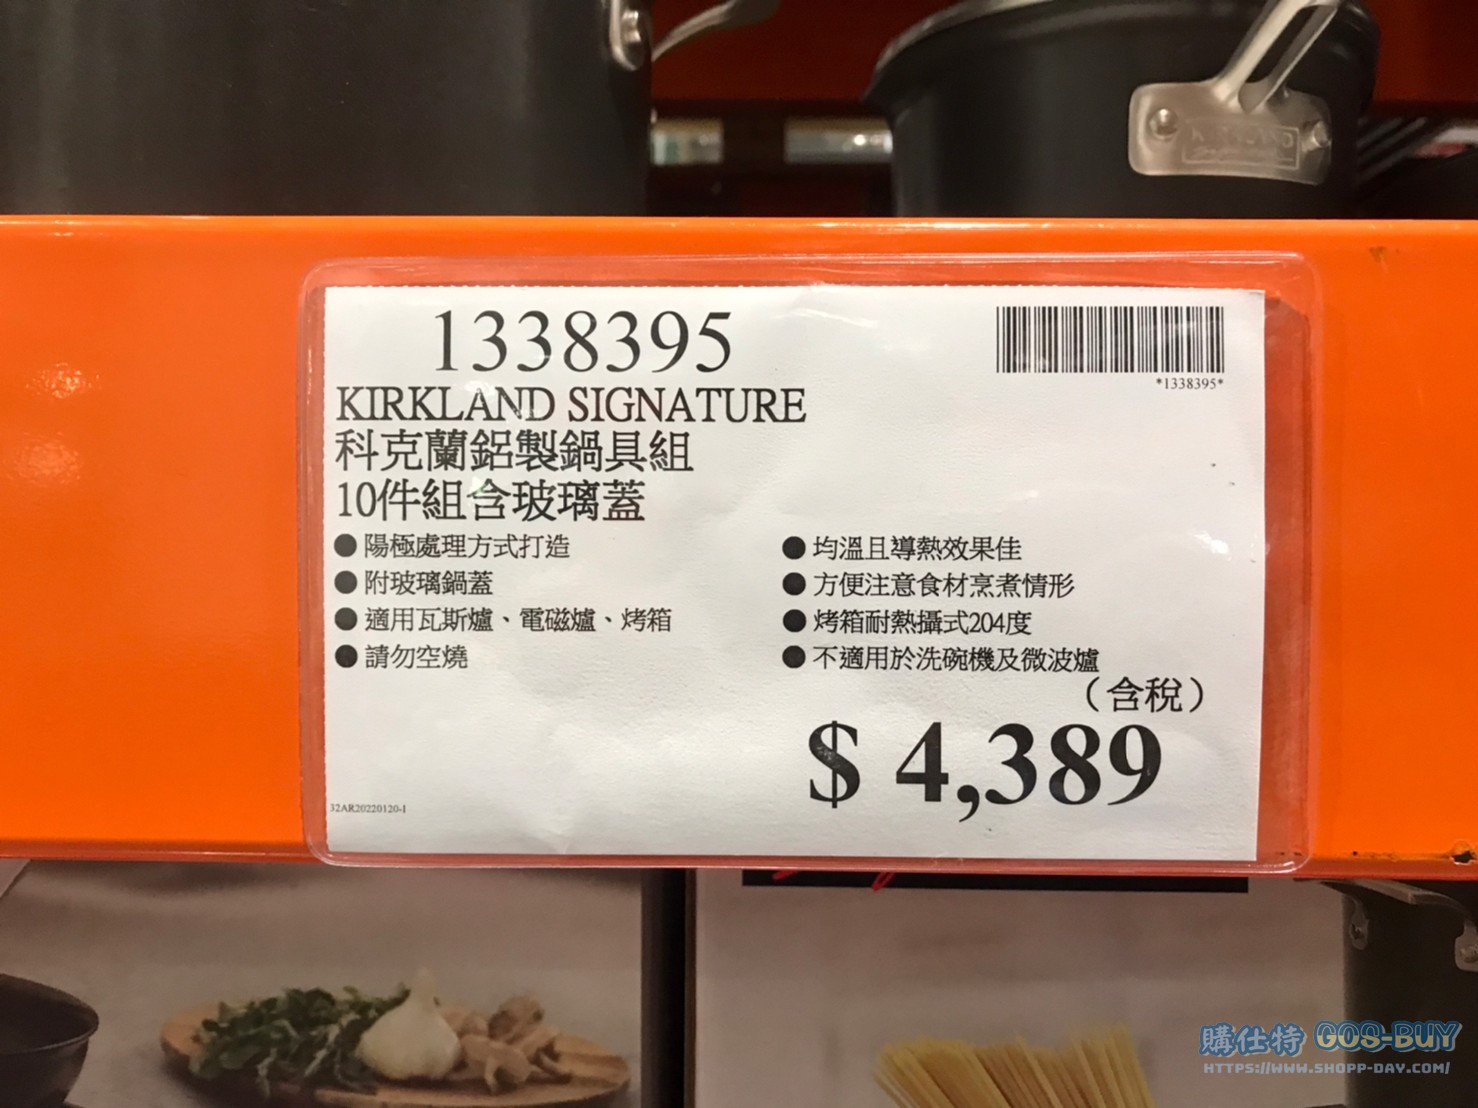 1338395
*1338395*
KIRKLAND SIGNATURE
科克蘭鋁製鍋具組
10件組含玻璃蓋
● 陽極處理方式打造
● 附玻璃鍋蓋
● 適用瓦斯爐、電磁爐、烤箱
● 請勿空燒
● 均溫且導熱效果佳
● 方便注意食材烹煮情形
● 烤箱耐熱攝式204度
● 不適用於洗碗機及微波爐
（含稅）
$ 4,389
32AR20220120-1
KIRKLAND
Signature
購仕特 GOS-BUY
HTTPS://WWW.SHOPP-DAY.COM/